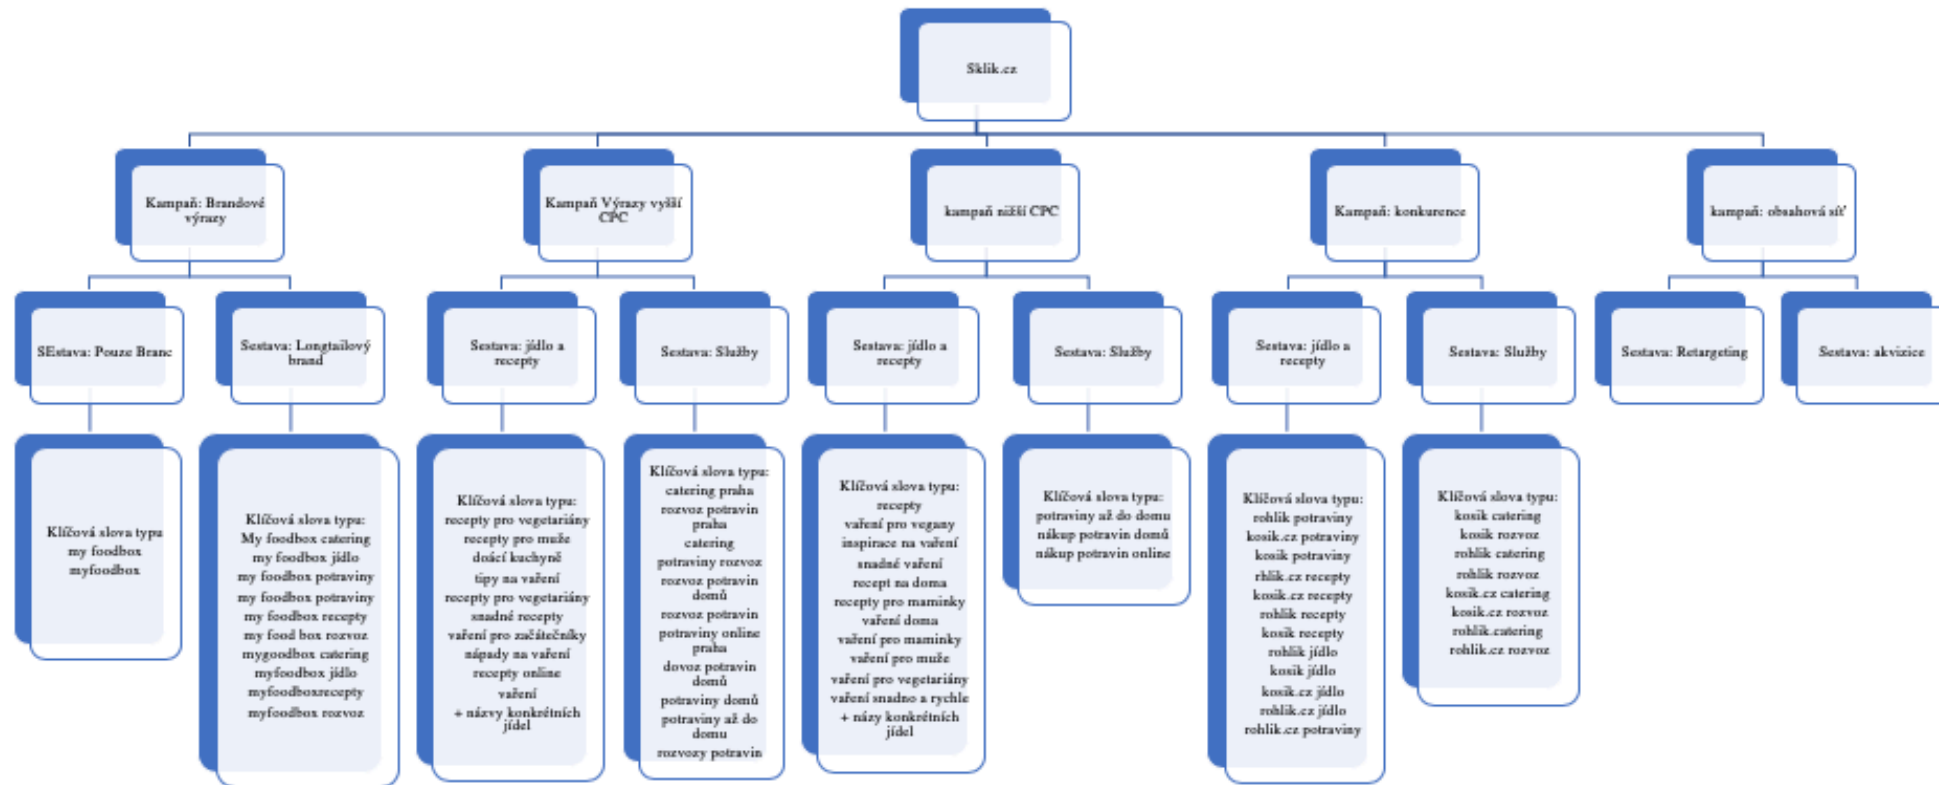 Sklik.cz
Kampaň: Brandové
výrazy
Kampaň Výrazy vyšší
CPC
kampaň nižší CPC
Kampaň: konkurence
kampaň: obsahová síť
SEstava: Pouze Branc
Sestava: Longtailový
brand
Sestava: jídlo a
recepty
Sestava: Služby
Sestava: jídlo a
recepty
Sestava: Služby
Sestava: jídlo a
recepty
Sestava: Služby
Sestava: Retargeting
Sestava: akvizice
Klíčová slova typu
my foodbox
myfoodbox
Klíčová slova typu:
My foodbox catering
my foodbox jídlo
my foodbox potraviny
my foodbox potraviny
my foodbox recepty
my food box rozvoz
mygoodbox catering
myfoodbox jídlo
myfoodboxrecepty
myfoodbox rozvoz
Klíčová slova typu:
recepty pro vegetariány
recepty pro muže
doácí kuchyně
tipy na vaření
recepty pro vegetariány
snadné recepty
vaření pro začátečníky
nápady na vaření
recepty online
vaření
+ názvy konkrétních
jídel
Klíčová slova typu:
catering praha
rozvoz potravin
praha
catering
potraviny rozvoz
rozvoz potravin
domů
rozvoz potravin
potraviny online
praha
dovoz potravin
domů
potraviny domů
potraviny až do
domu
rozvozy potravin
Klíčová slova typu:
recepty
vaření pro vegany
inspirace na vaření
snadné vaření
recept na doma
recepty pro maminky
vaření doma
vaření pro maminky
vaření pro muže
vaření pro vegetariány
vaření snadno a rychle
+ názy konkrétních
jídel
Klíčová slova typu:
potraviny až do domu
nákup potravin domů
nákup potravin online
Klíčová slova typu:
rohlik potraviny
kosik.cz potraviny
kosik potraviny
rhlik.cz recepty
kosik.cz recepty
rohlik recepty
kosik recepty
rohlik jídlo
kosik jídlo
kosik.cz jídlo
rohlik.cz jídlo
rohlik.cz potraviny
Klíčová slova typu:
kosik catering
kosik rozvoz
rohlik catering
rohlik rozvoz
kosik.cz catering
kosik.cz rozvoz
rohlik.catering
rohlik.cz rozvoz